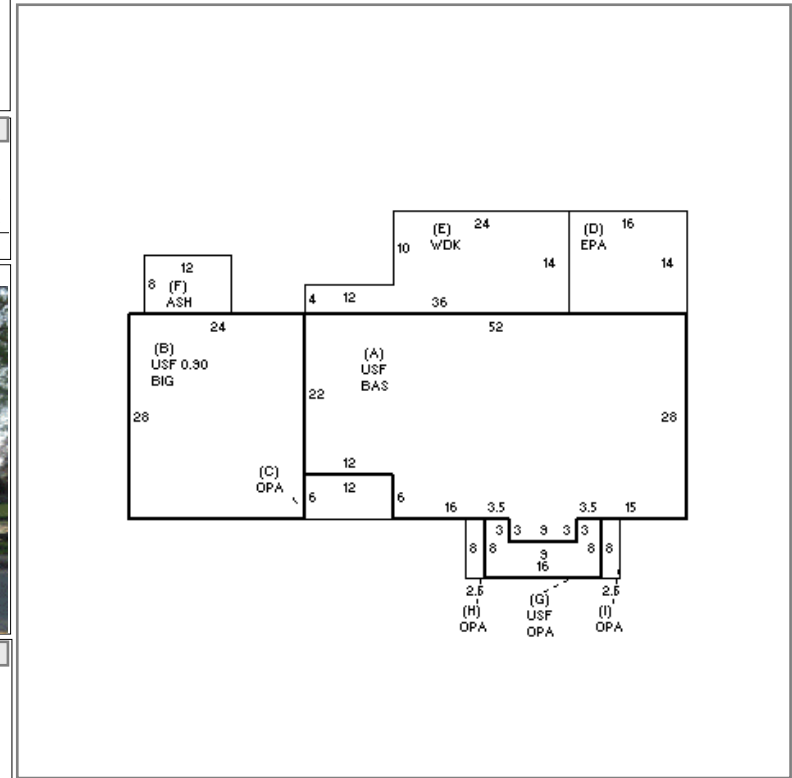 24
16
(E)
WDK
(D)
EPA
10
14
14
12
8
(F)
ASH
4
12
36
24
52
(B)
USF 0.90
BIG
(A)
USF
BAS
22
28
28
12
(C)
OPA
12
6
6
16
3.5
3.5
15
3
3
9
3
3
8
8
9
8
8
16
2.5
2.5
(H)
OPA
(G)
USF
OPA
(I)
OPA